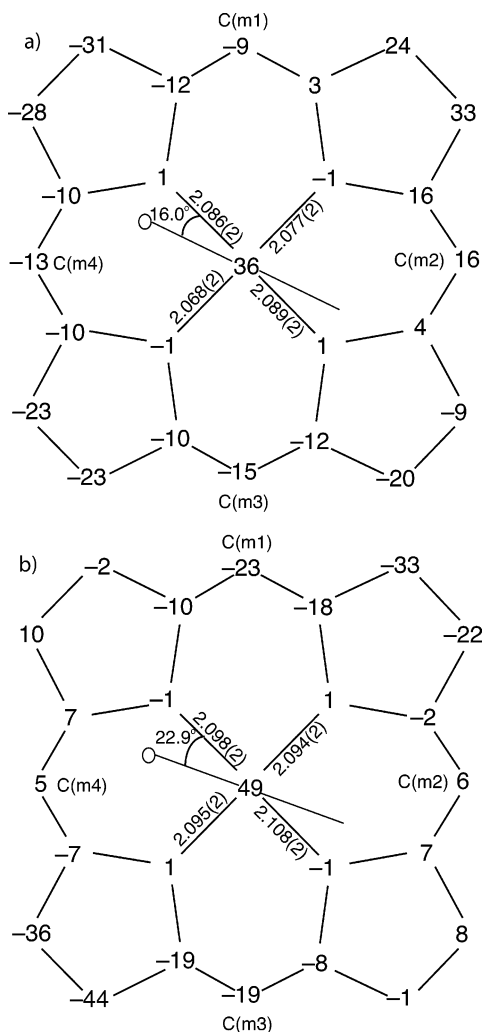 C(m1)
a) –31 –9 24
–12 3
–28 33
1 –1
–10 16
16.0° 2.086(2) 2.077(2)
–13 C(m4) 36 C(m2) 16
2.068(2) 2.089(2)
–10 4
–1 1
–23 –9
–10 –12
–23 –15 –20
C(m3)
C(m1)
b) –2 –23 –33
–10 –18
10 –22
–1 1
7 –2
22.9° 2.098(2) 2.094(2)
5 C(m4) 49 C(m2) 6
2.095(2) 2.108(2)
–7 7
1 –1
–36 8
–19 –8
–44 –19 –1
C(m3)